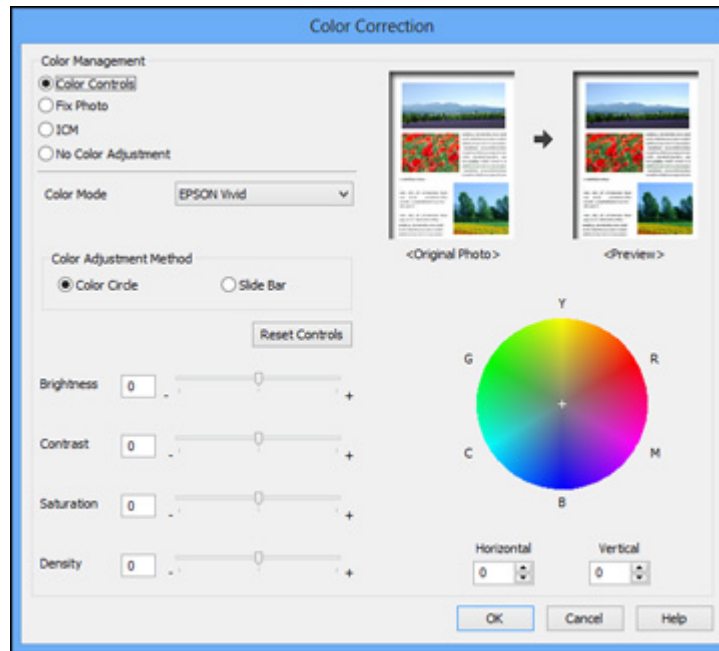 Color Correction
Color Management
Color Controls
Fix Photo
ICM
No Color Adjustment
Color Mode
EPSON Vivid
<Original Photo>
<Preview>
Color Adjustment Method
Color Circle
Slide Bar
Reset Controls
Brightness 0 - +
Contrast 0 - +
Saturation 0 - +
Density 0 - +
Y
G R
C M
B
Horizontal Vertical
0 0
OK Cancel Help